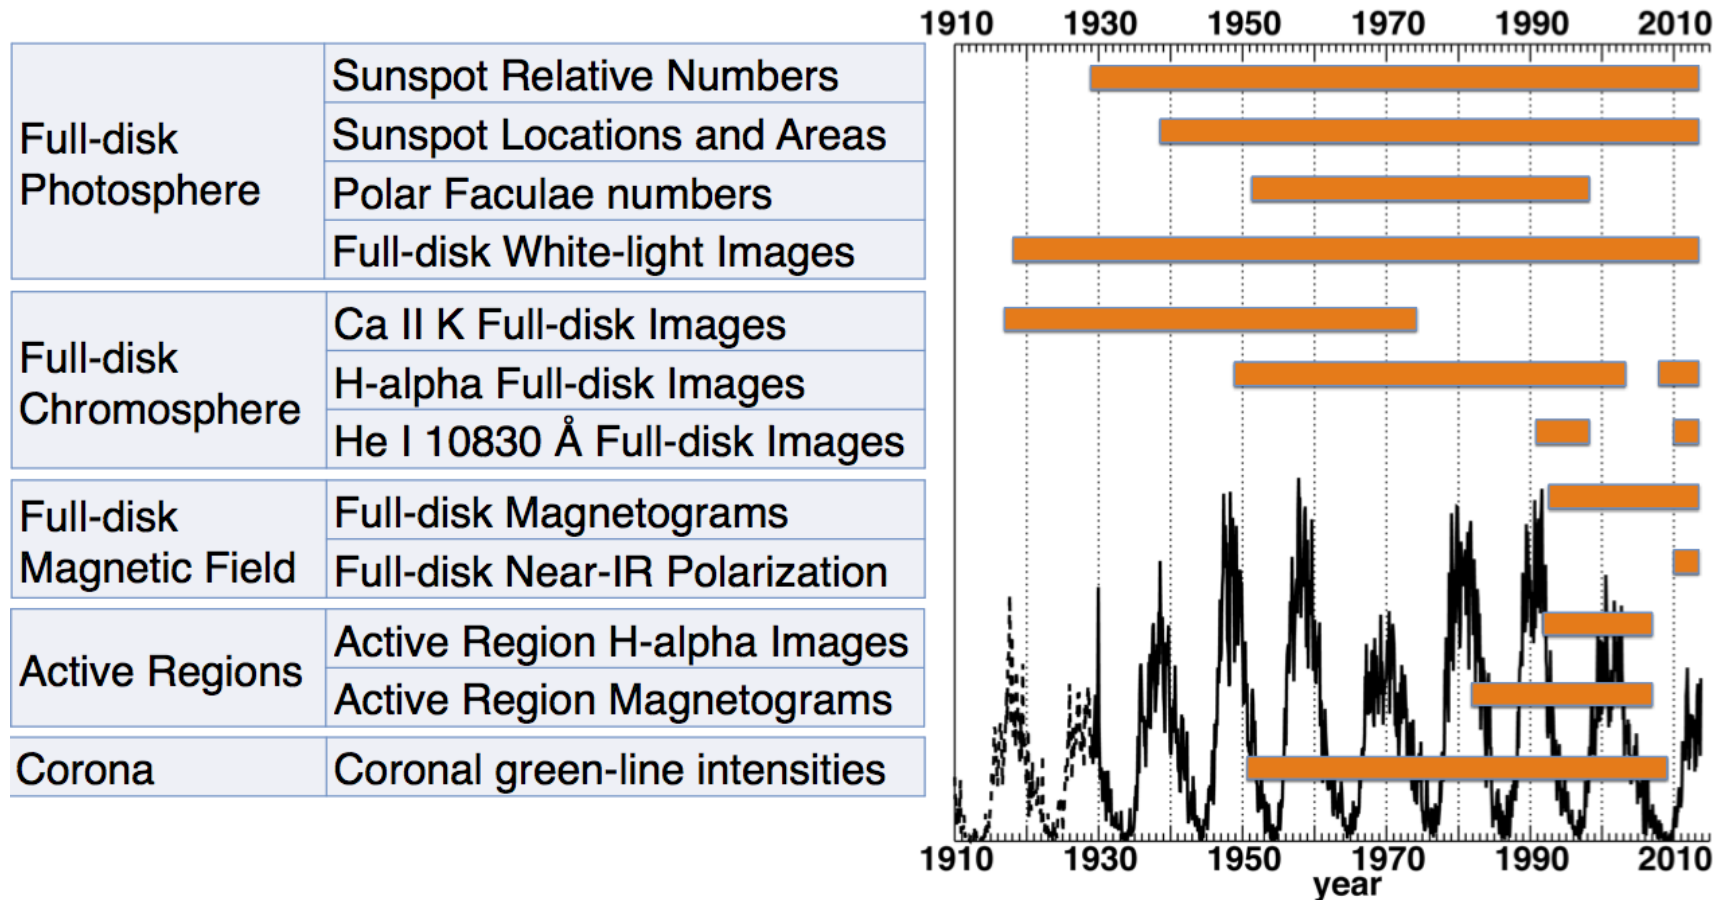 1910 1930 1950 1970 1990 2010
Full-disk
Photosphere
Sunspot Relative Numbers
Sunspot Locations and Areas
Polar Faculae numbers
Full-disk White-light Images
Full-disk
Chromosphere
Ca II K Full-disk Images
H-alpha Full-disk Images
He I 10830 Å Full-disk Images
Full-disk
Magnetic Field
Full-disk Magnetograms
Full-disk Near-IR Polarization
Active Regions
Active Region H-alpha Images
Active Region Magnetograms
Corona
Coronal green-line intensities
1910 1930 1950 1970 1990 2010
year